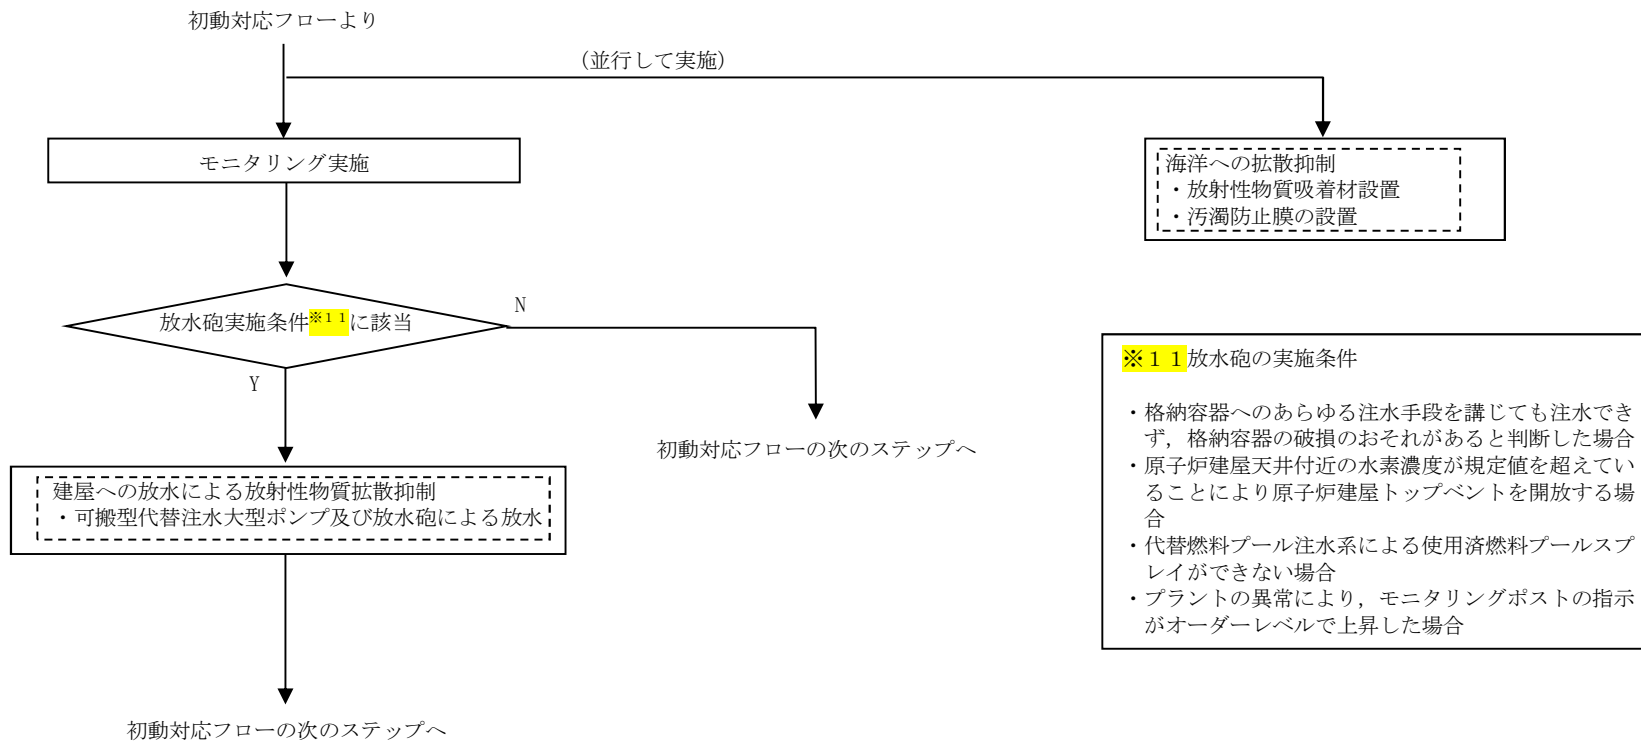 初動対応フローより
（並行して実施）
モニタリング実施
海洋への拡散抑制
・放射性物質吸着材設置
・汚濁防止膜の設置
放水砲実施条件※１１に該当
N
Y
初動対応フローの次のステップへ
建屋への放水による放射性物質拡散抑制
・可搬型代替注水大型ポンプ及び放水砲による放水
初動対応フローの次のステップへ
※１１放水砲の実施条件
・格納容器へのあらゆる注水手段を講じても注水でき
ず，格納容器の破損のおそれがあると判断した場合
・原子炉建屋天井付近の水素濃度が規定値を超えてい
ることにより原子炉建屋トップベントを開放する場
合
・代替燃料プール注水系による使用済燃料プールスプ
レイができない場合
・プラントの異常により，モニタリングポストの指示
がオーダーレベルで上昇した場合